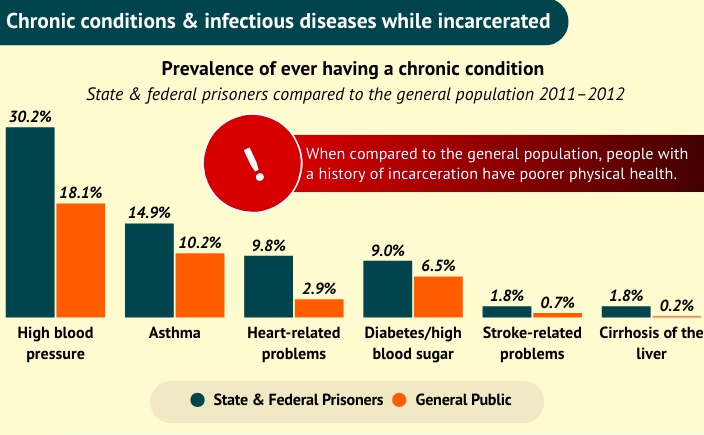 Chronic conditions & infectious diseases while incarcerated
Prevalence of ever having a chronic condition
State & federal prisoners compared to the general population 2011–2012
!
When compared to the general population, people with
a history of incarceration have poorer physical health.
30.2%
18.1%
14.9%
10.2%
9.8%
2.9%
9.0%
6.5%
1.8%
0.7%
1.8%
0.2%
High blood
pressure
Asthma
Heart-related
problems
Diabetes/high
blood sugar
Stroke-related
problems
Cirrhosis of the
liver
State & Federal Prisoners
General Public